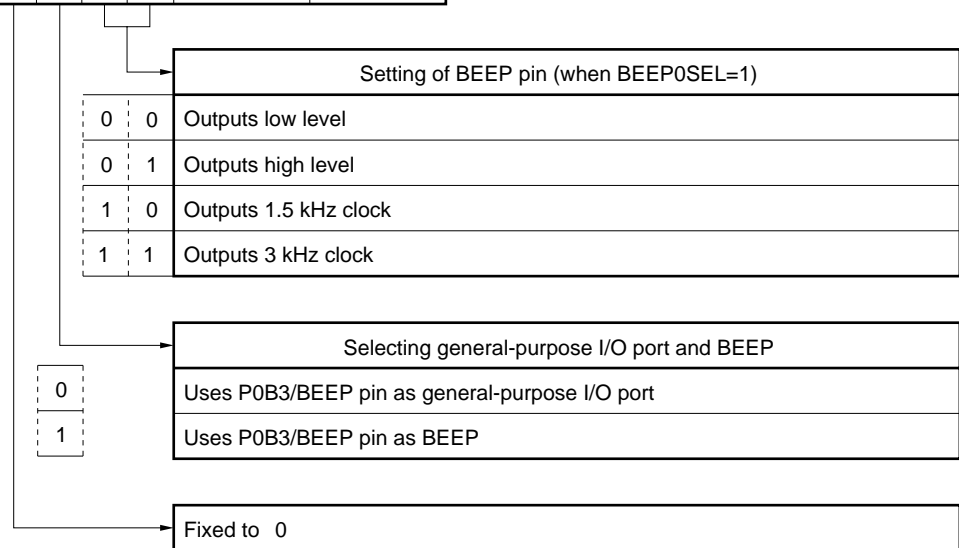 Setting of BEEP pin (when BEEP0SEL=1)
0 0 Outputs low level
0 1 Outputs high level
1 0 Outputs 1.5 kHz clock
1 1 Outputs 3 kHz clock
Selecting general-purpose I/O port and BEEP
0 Uses P0B3/BEEP pin as general-purpose I/O port
1 Uses P0B3/BEEP pin as BEEP
Fixed to 0